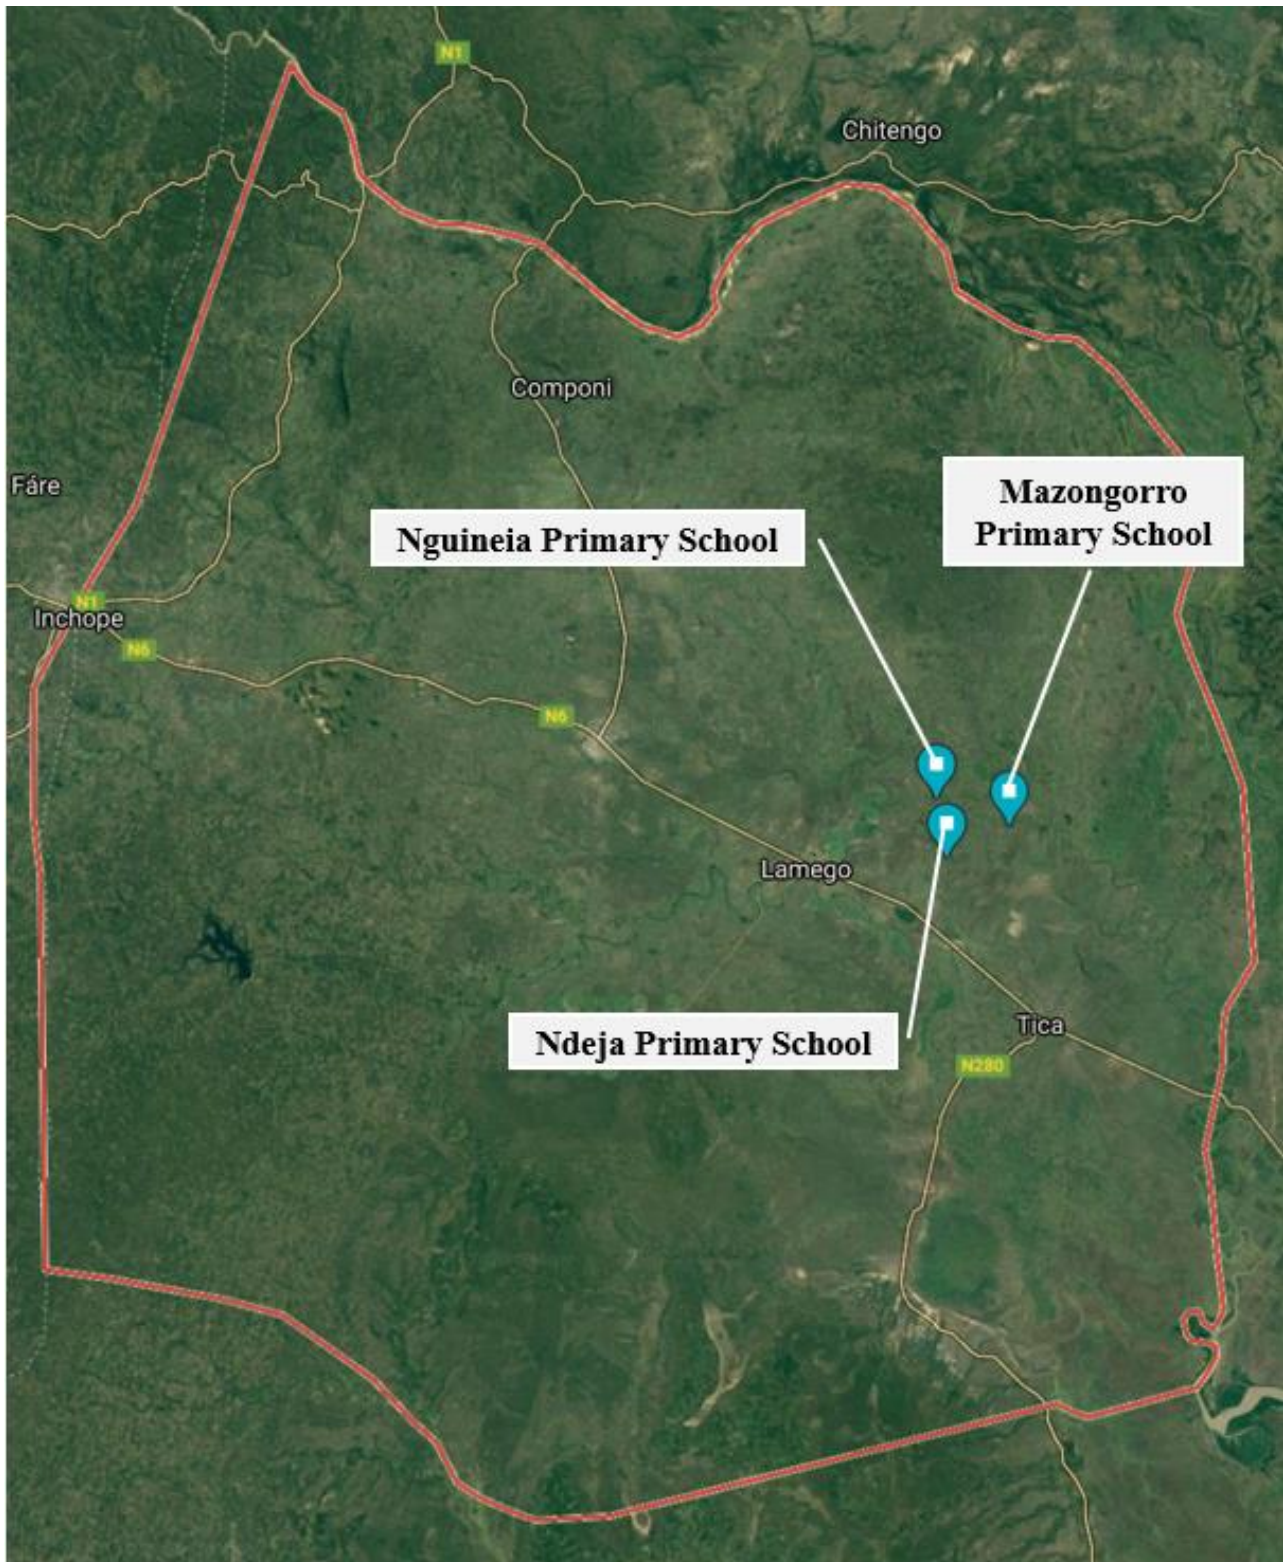 N1
Chitengo
Componi
Fáre
Mazongorro
Primary School
Nguineia Primary School
N1
Inchope
N6
N6
Lamego
Ndeja Primary School
Tica
N280